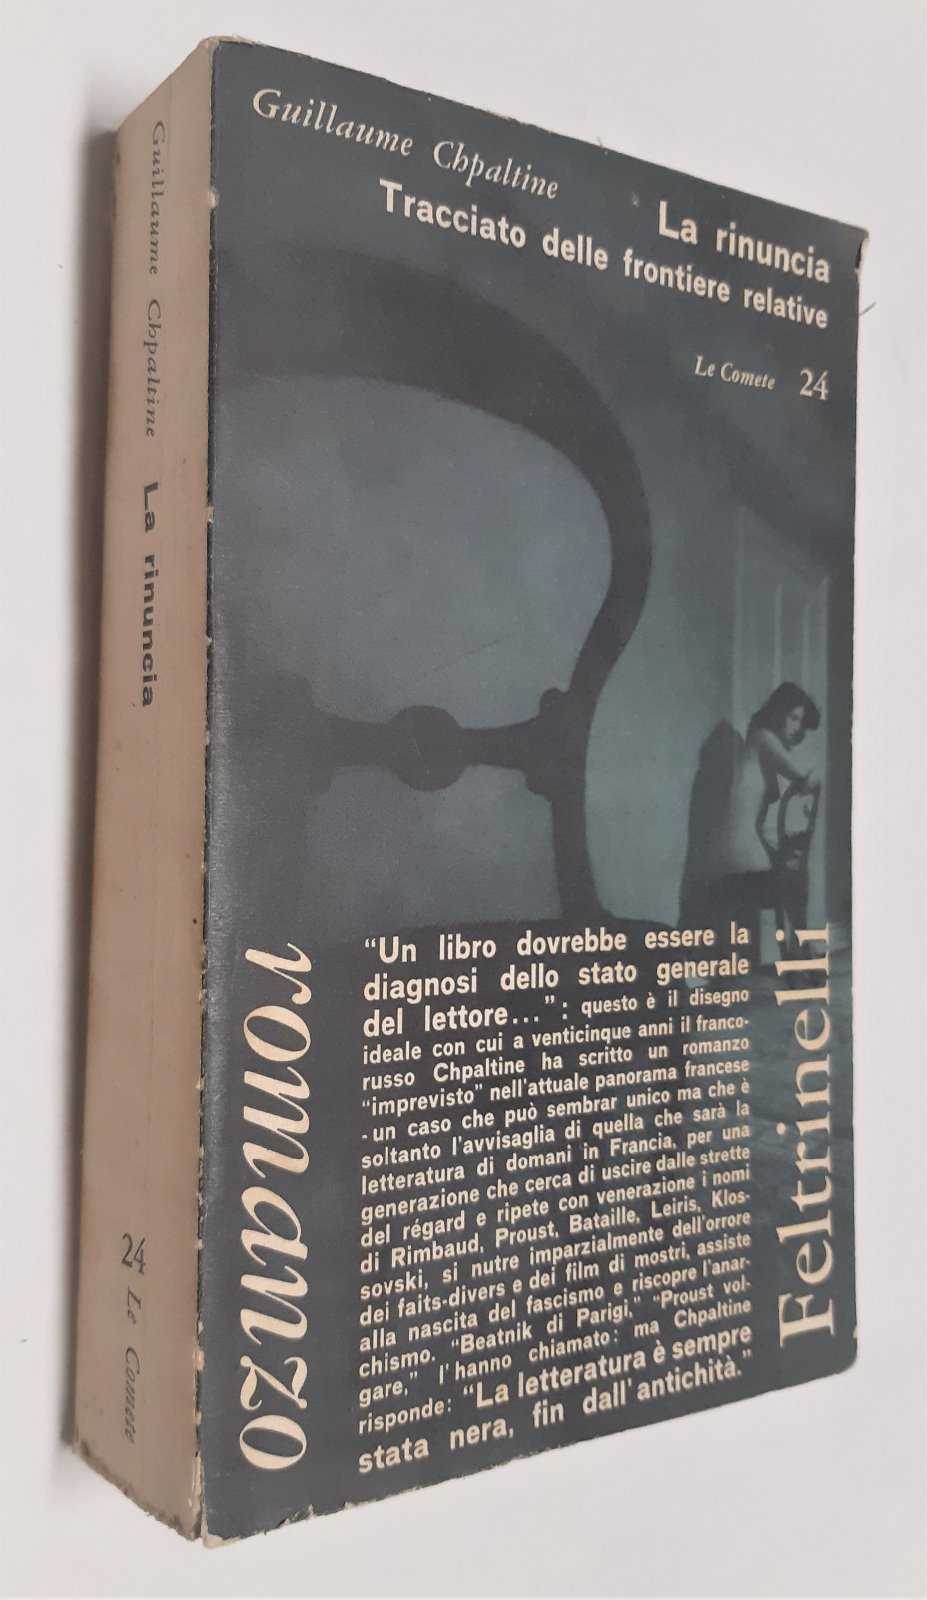 Guillaume Chpaltine
La rinuncia
Tracciato delle frontiere relative
Le Comete 24
"Un libro dovrebbe essere la
diagnosi dello stato generale
del lettore...": questo è il disegno
ideale con cui a venticinque anni il franco-
russo Chpaltine ha scritto un romanzo
"imprevisto" nell'attuale panorama francese
- un caso che può sembrar unico ma che è
soltanto l'avvisaglia di quella che sarà la
letteratura di domani in Francia, per una
generazione che cerca di uscire dalle strette
del régard e ripete con venerazione i nomi
di Rimbaud, Proust, Bataille, Leiris, Klos-
sovski, si nutre imparzialmente dell'orrore
dei faits-divers e dei film di mostri, assiste
alla nascita del fascismo e riscopre l'anar-
chismo. "Beatnik di Parigi," "Proust vol-
gare," l'hanno chiamato: ma Chpaltine
risponde: "La letteratura è sempre
stata nera, fin dall'antichità."
romanzo
Feltrinelli
Guillaume Chpaltine La rinuncia
24 Le Comete